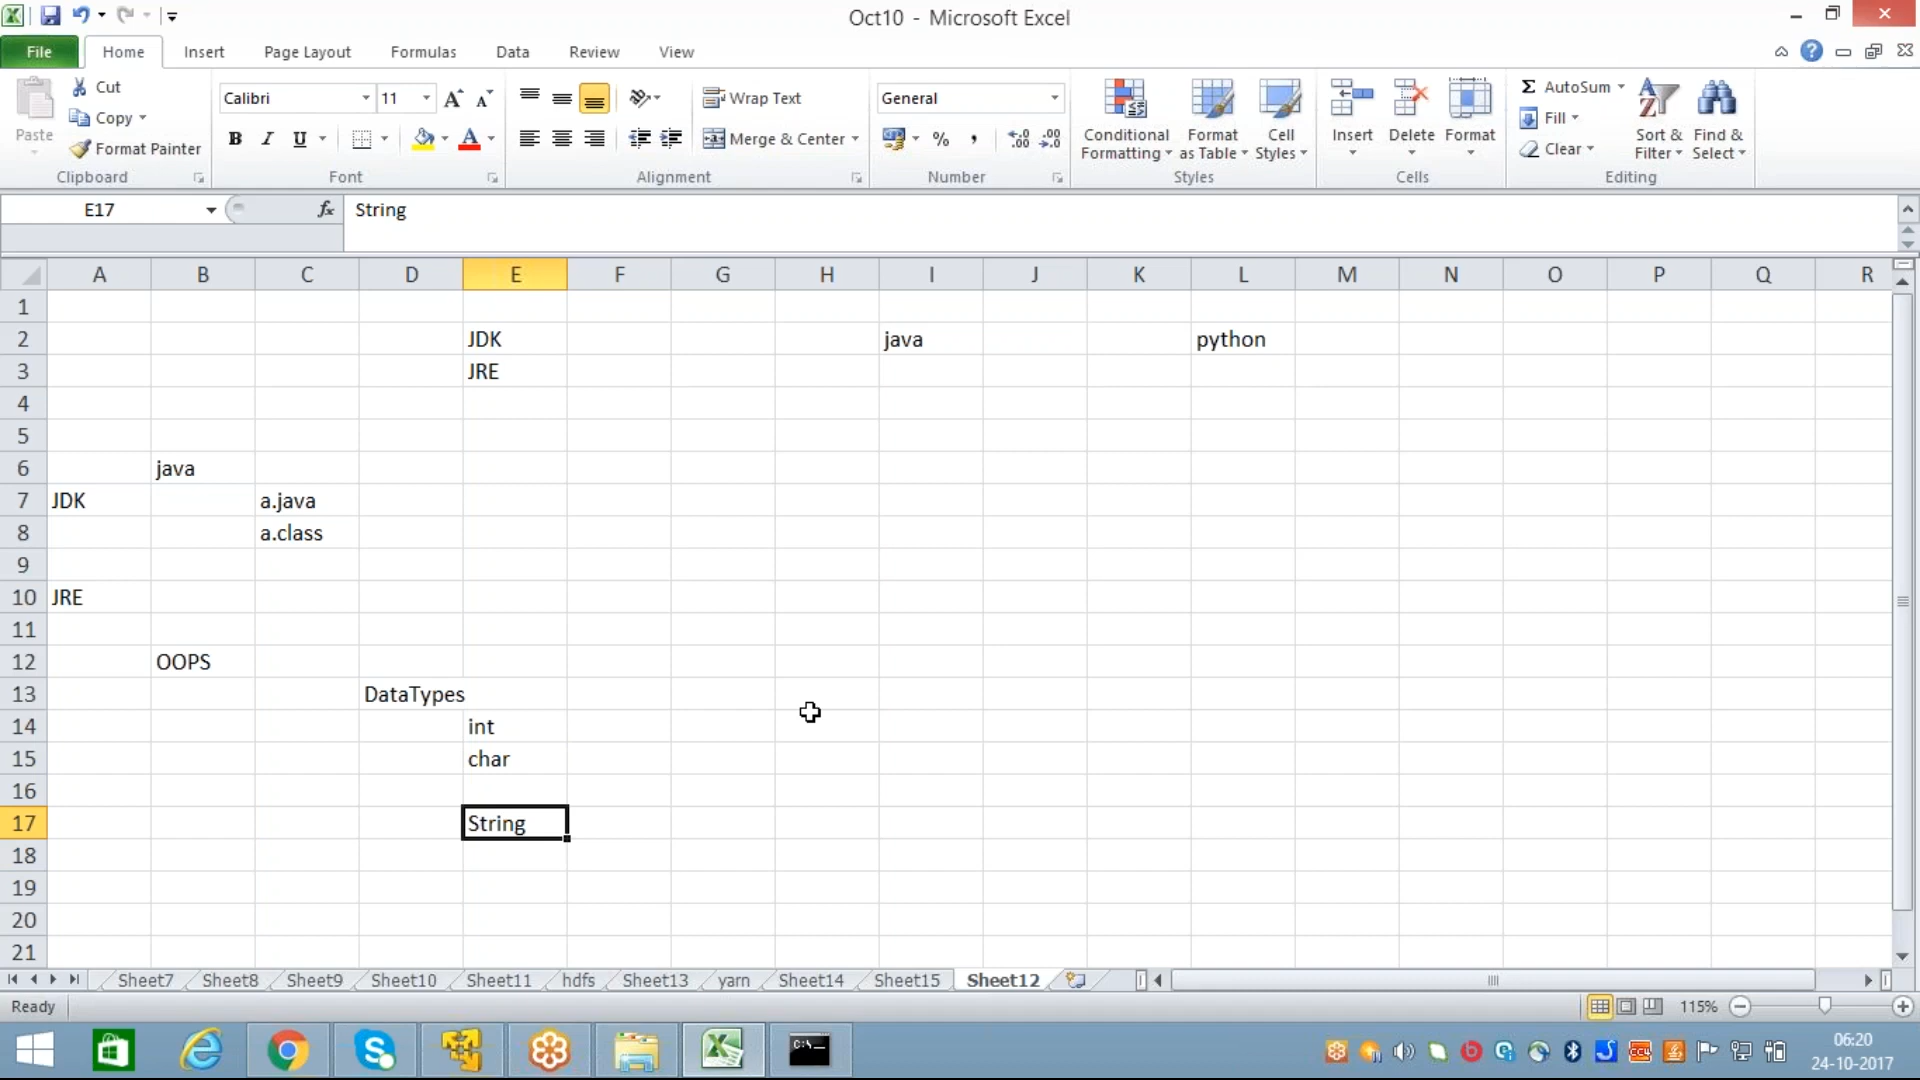 Oct10 - Microsoft Excel
File Home Insert Page Layout Formulas Data Review View
Paste
Cut
Copy
Format Painter
Clipboard
Calibri 11
B I U
Font
Wrap Text
Merge & Center
Alignment
General
%
Number
Conditional Formatting
Format as Table
Cell Styles
Styles
Insert Delete Format
Cells
AutoSum
Fill
Clear
Sort & Filter
Find & Select
Editing
E17 fx String
A B C D E F G H I J K L M N O P Q R
1
2 JDK java python
3 JRE
4
5
6 java
7 JDK a.java
8 a.class
9
10 JRE
11
12 OOPS
13 DataTypes
14 int
15 char
16
17 String
18
19
20
21
Sheet7 Sheet8 Sheet9 Sheet10 Sheet11 hdfs Sheet13 yarn Sheet14 Sheet15 Sheet12
Ready 115%
06:20
24-10-2017